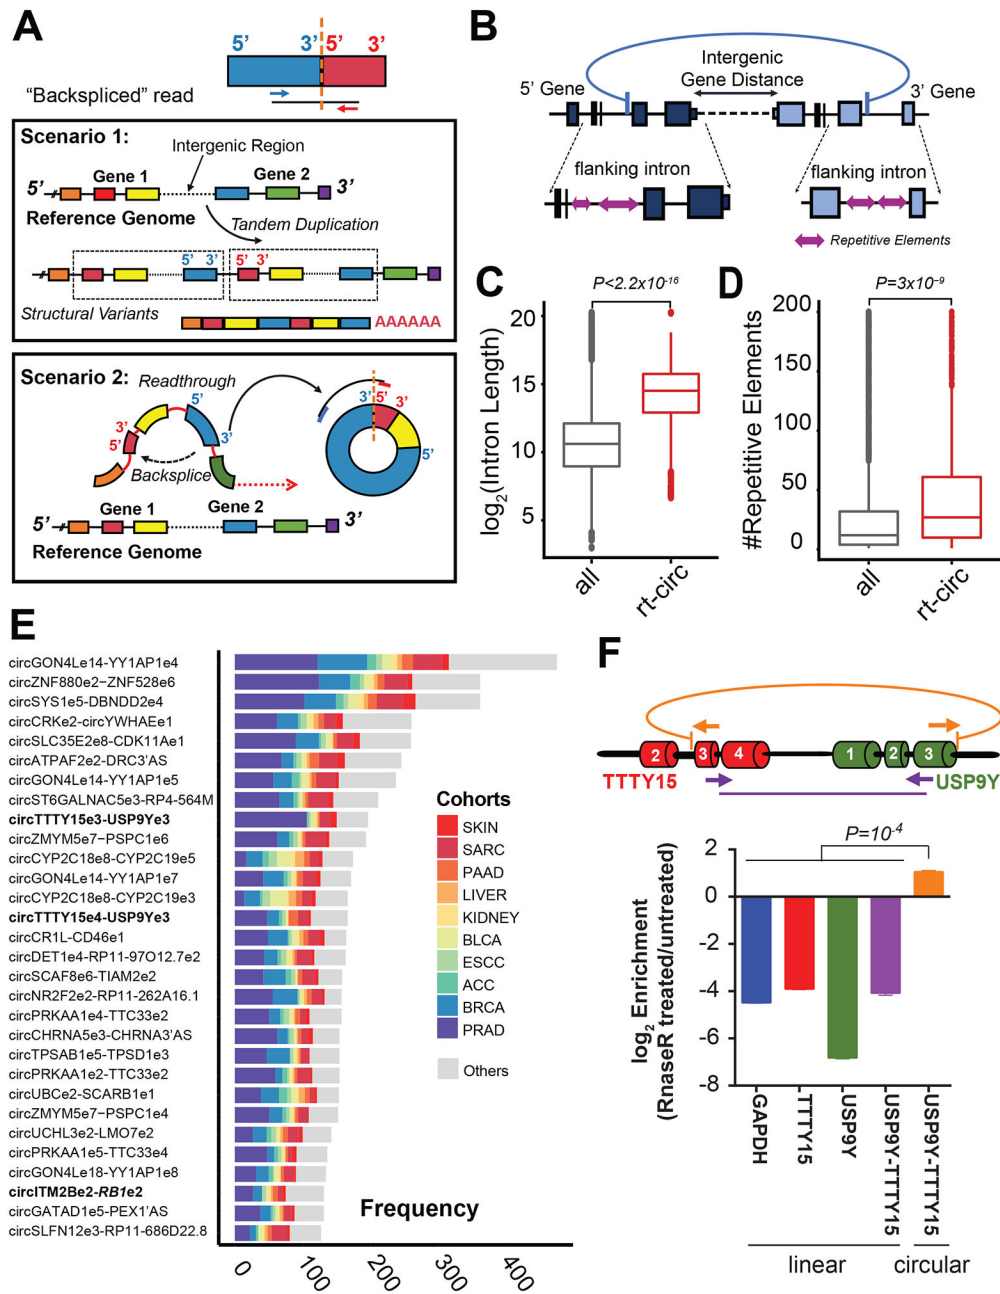 A
5’ 3’ 5’ 3’
“Backspliced” read
Scenario 1:
Intergenic Region
Gene 1 Gene 2
5’ 3’
Reference Genome
Tandem Duplication
5’ 3’ 5’ 3’
Structural Variants
AAAAAA
Scenario 2:
Readthrough
3’ 5’ 3’
5’
3’
5’
3’
5’
Backsplice
Gene 1 Gene 2
5’ 3’
Reference Genome
B
Intergenic
Gene Distance
5’ Gene
3’ Gene
flanking intron
flanking intron
Repetitive Elements
C
P<2.2x10-16
log2(Intron Length)
20
15
10
5
all
rt-circ
D
P=3x10-9
#Repetitive Elements
200
150
100
50
0
all
rt-circ
E
circGON4Le14-YY1AP1e4
circZNF880e2−ZNF528e6
circSYS1e5-DBNDD2e4
circCRKe2-circYWHAEe1
circSLC35E2e8-CDK11Ae1
circATPAF2e2-DRC3’AS
circGON4Le14-YY1AP1e5
circST6GALNAC5e3-RP4-564M
circTTTY15e3-USP9Ye3
circZMYM5e7−PSPC1e6
circCYP2C18e8-CYP2C19e5
circGON4Le14-YY1AP1e7
circCYP2C18e8-CYP2C19e3
circTTTY15e4-USP9Ye3
circCR1L-CD46e1
circDET1e4-RP11-97O12.7e2
circSCAF8e6-TIAM2e2
circNR2F2e2-RP11-262A16.1
circPRKAA1e4-TTC33e2
circCHRNA5e3-CHRNA3’AS
circTPSAB1e5-TPSD1e3
circPRKAA1e2-TTC33e2
circUBCe2-SCARB1e1
circZMYM5e7−PSPC1e4
circUCHL3e2-LMO7e2
circPRKAA1e5-TTC33e4
circGON4Le18-YY1AP1e8
circITM2Be2-RB1e2
circGATAD1e5-PEX1’AS
circSLFN12e3-RP11-686D22.8
Cohorts
SKIN
SARC
PAAD
LIVER
KIDNEY
BLCA
ESCC
ACC
BRCA
PRAD
Others
Frequency
0 100 200 300 400
F
2 3 4 1 2 3
TTTY15
USP9Y
P=10-4
log2 Enrichment
(RnaseR treated/untreated)
2
0
-2
-4
-6
-8
GAPDH
TTTY15
USP9Y
USP9Y-TTTY15
USP9Y-TTTY15
linear
circular